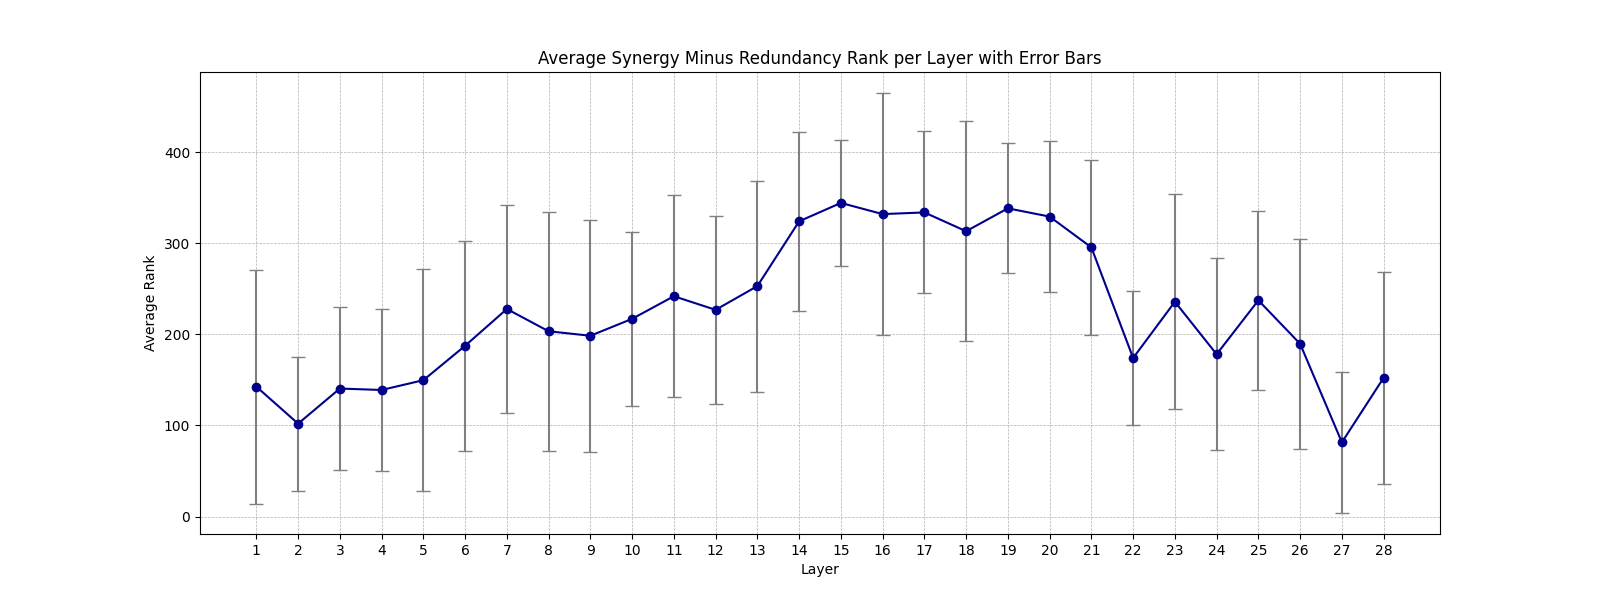 Average Synergy Minus Redundancy Rank per Layer with Error Bars
Average Rank
400
300
200
100
0
1 2 3 4 5 6 7 8 9 10 11 12 13 14 15 16 17 18 19 20 21 22 23 24 25 26 27 28
Layer